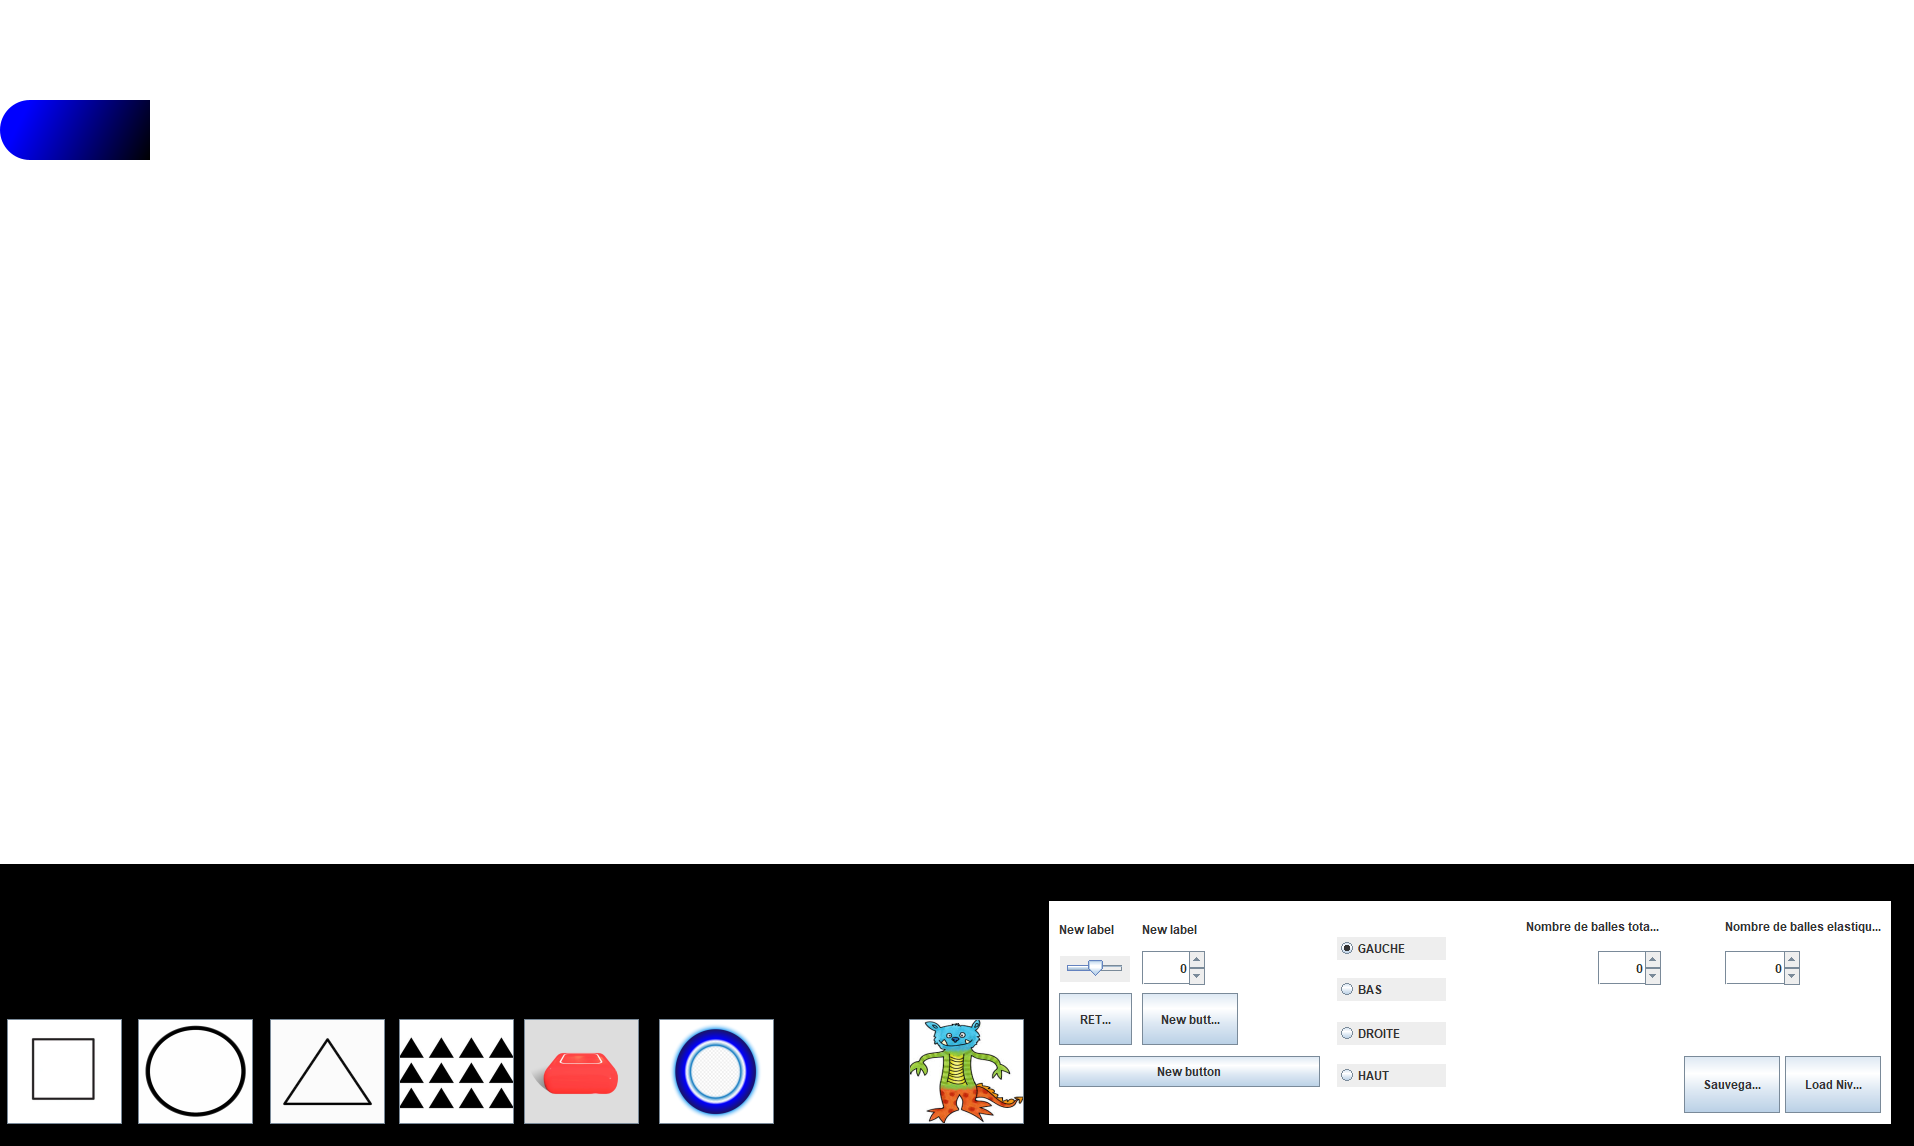 New label
New label
Nombre de balles tota...
Nombre de balles elastiqu...
GAUCHE
0
0
0
BAS
RET...
New butt...
DROITE
New button
HAUT
Sauvega...
Load Niv...